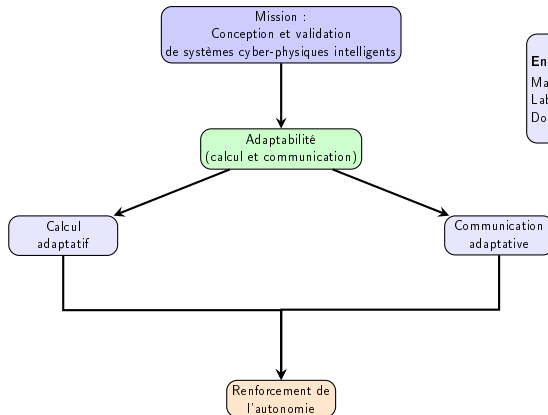 Mission :
Conception et validation
de systèmes cyber-physiques intelligents
Adaptabilité
(calcul et communication)
Calcul
adaptatif
Communication
adaptative
Renforcement de
l'autonomie